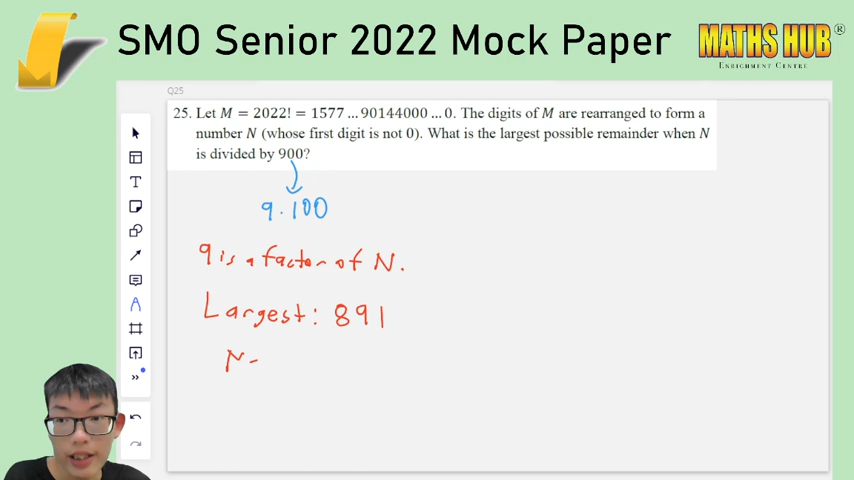 SMO Senior 2022 Mock Paper
MATHS HUB®
ENRICHMENT CENTRE
Q25
25. Let M = 2022! = 1577 ... 90144000 ... 0. The digits of M are rearranged to form a
number N (whose first digit is not 0). What is the largest possible remainder when N
is divided by 900?
9 · 100
9 is a factor of N.
Largest: 891
N -